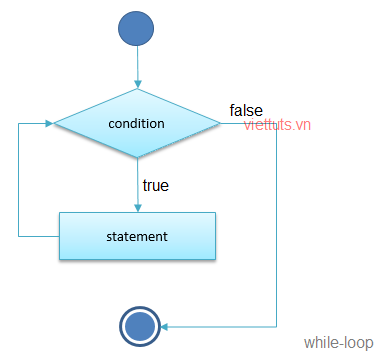 condition
false
viettuts.vn
true
statement
while-loop